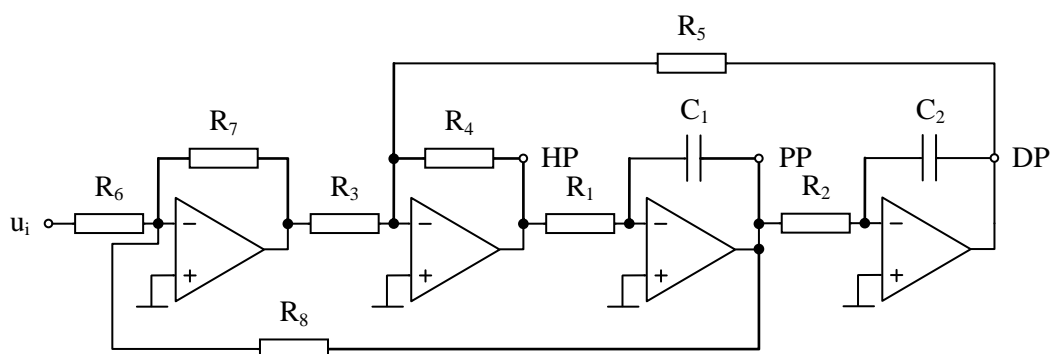 R₅
R₇
R₄
HP
C₁
PP
C₂
DP
R₆
R₃
R₁
R₂
uᵢ
−
−
−
−
+
+
+
+
R₈